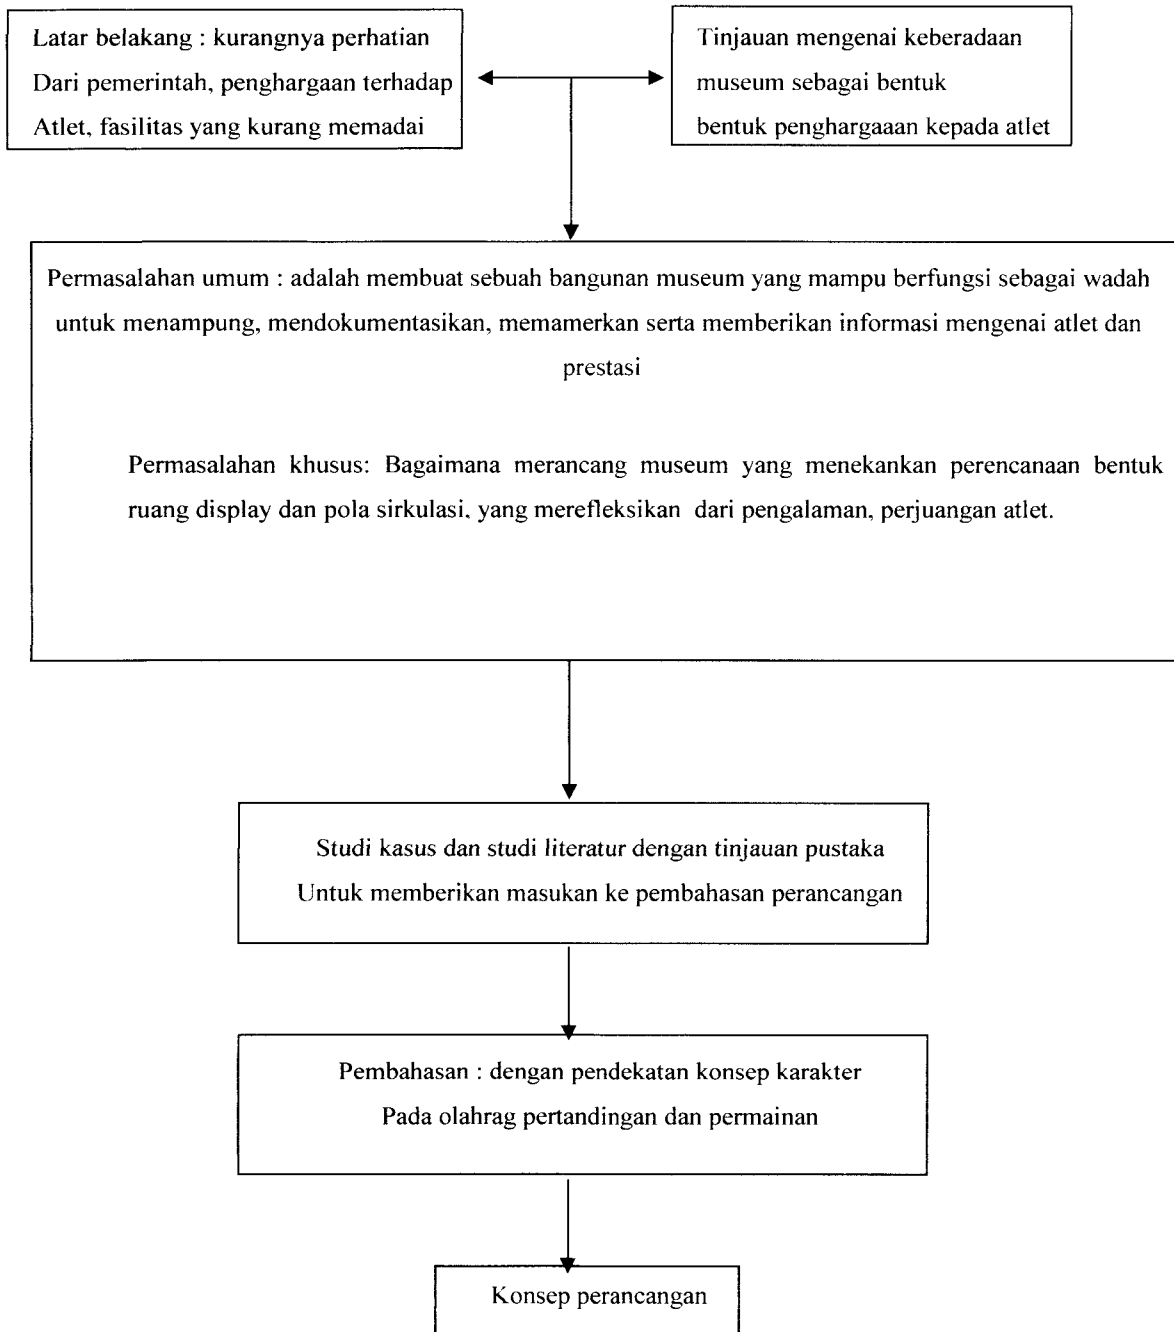 Latar belakang : kurangnya perhatian
Dari pemerintah, penghargaan terhadap
Atlet, fasilitas yang kurang memadai
Tinjauan mengenai keberadaan
museum sebagai bentuk
bentuk penghargaaan kepada atlet
Permasalahan umum : adalah membuat sebuah bangunan museum yang mampu berfungsi sebagai wadah
untuk menampung, mendokumentasikan, memamerkan serta memberikan informasi mengenai atlet dan
prestasi
Permasalahan khusus: Bagaimana merancang museum yang menekankan perencanaan bentuk
ruang display dan pola sirkulasi, yang merefleksikan dari pengalaman, perjuangan atlet.
Studi kasus dan studi literatur dengan tinjauan pustaka
Untuk memberikan masukan ke pembahasan perancangan
Pembahasan : dengan pendekatan konsep karakter
Pada olahrag pertandingan dan permainan
Konsep perancangan